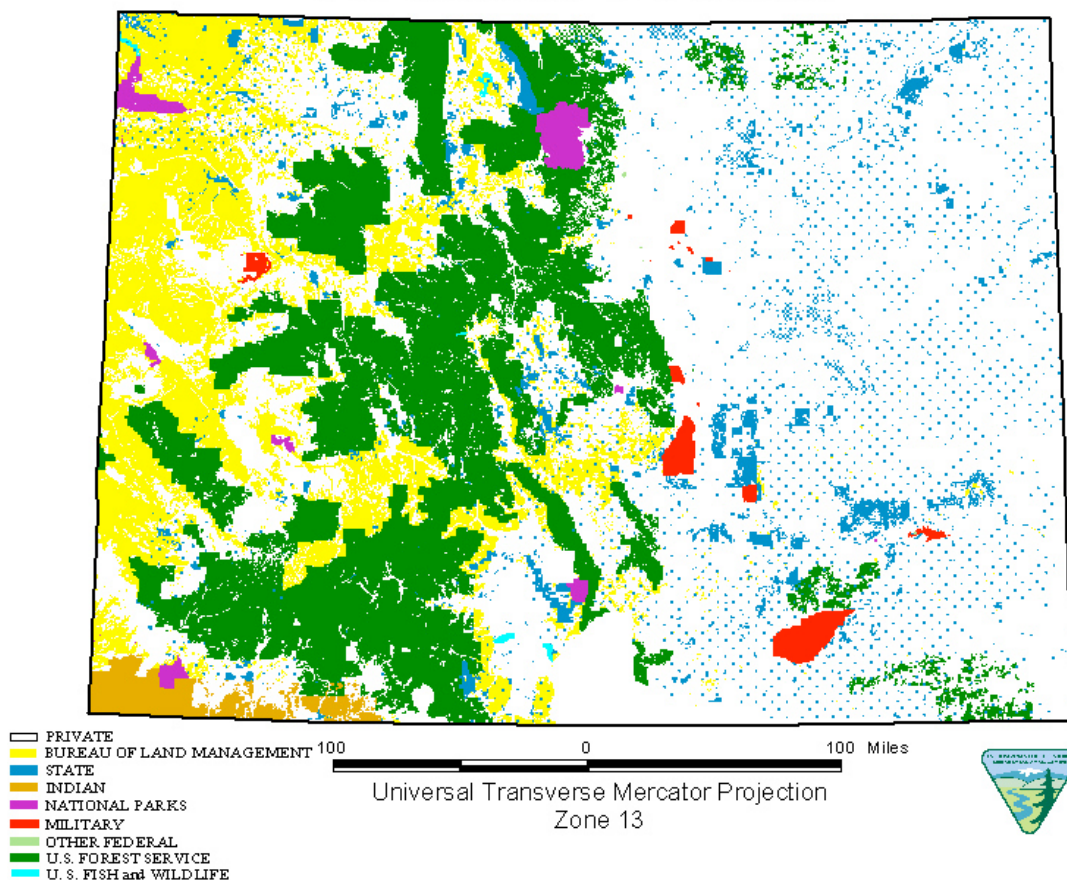 PRIVATE
BUREAU OF LAND MANAGEMENT
STATE
INDIAN
NATIONAL PARKS
MILITARY
OTHER FEDERAL
U.S. FOREST SERVICE
U.S. FISH and WILDLIFE
100 0 100 Miles
Universal Transverse Mercator Projection
Zone 13